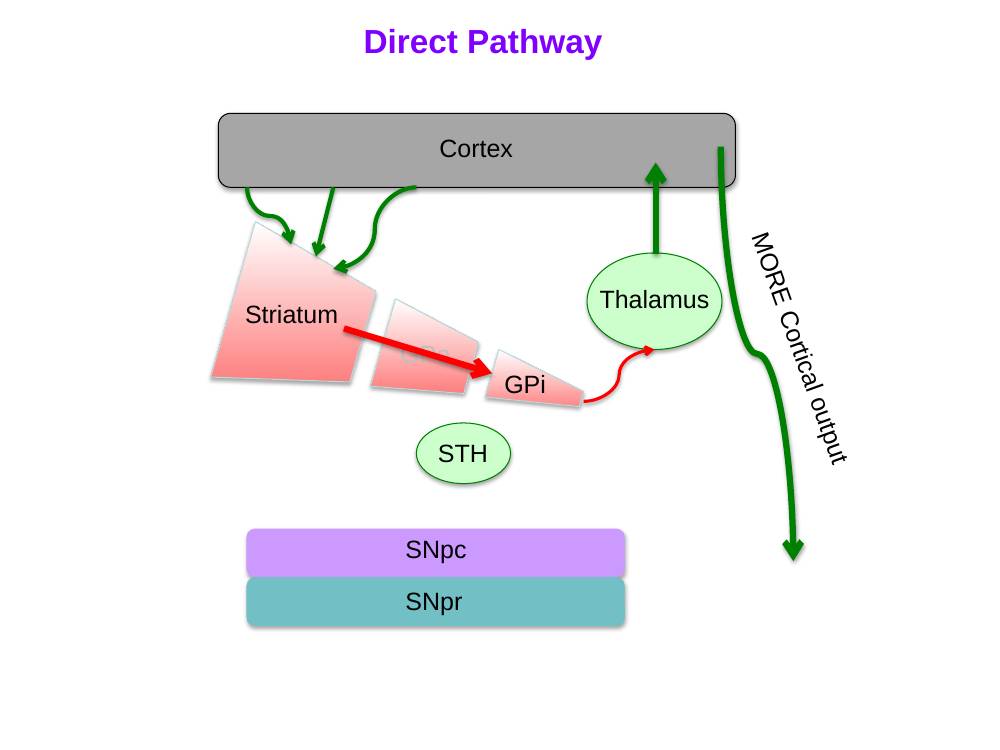 Direct Pathway
Cortex
Thalamus
MORE Cortical output
Striatum
GPi
STH
SNpc
SNpr